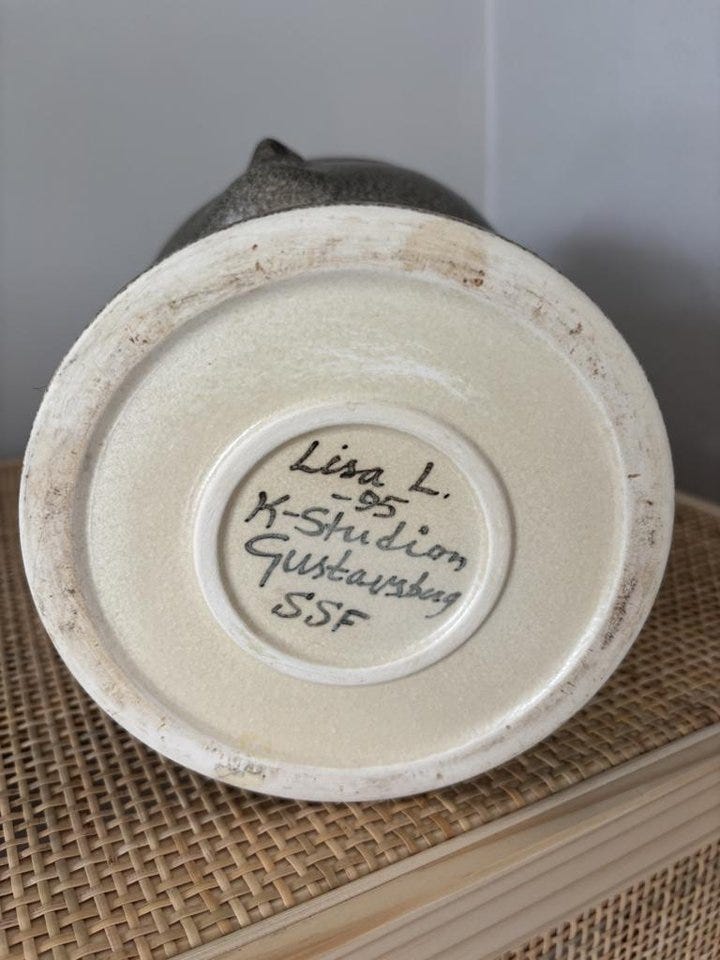 Lisa L.
-95
K-Studion
Gustavsberg
SSF